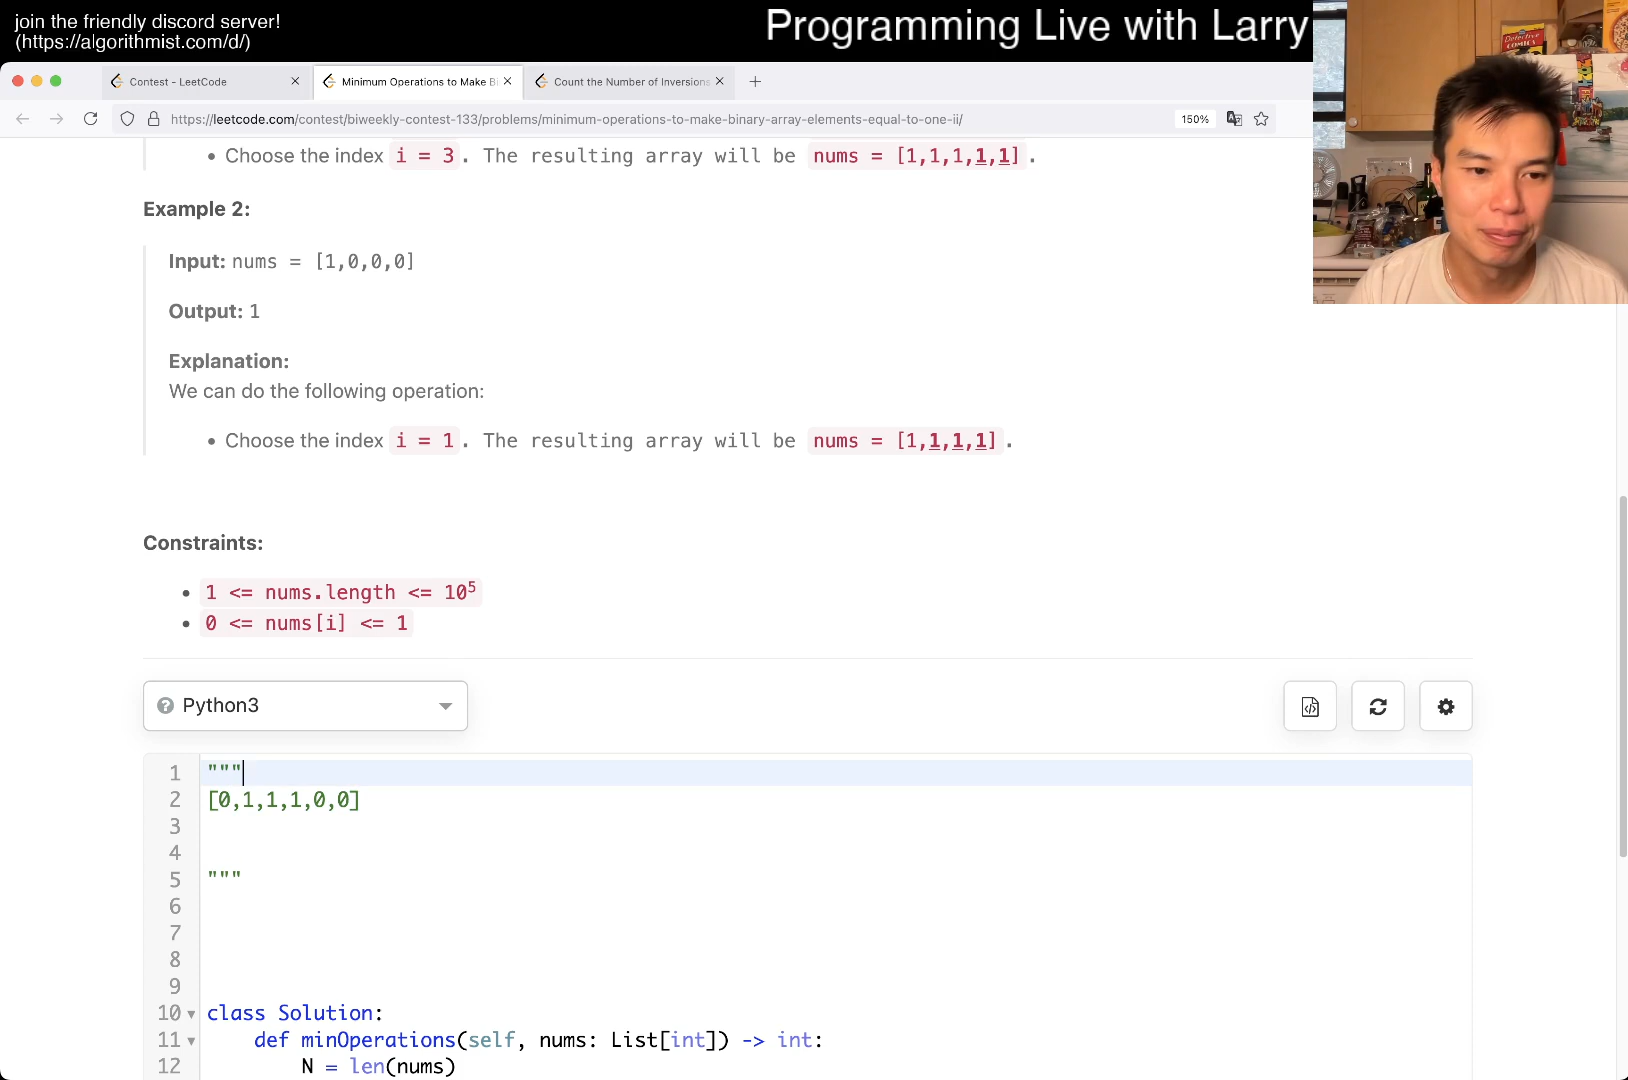 join the friendly discord server!
(https://algorithmist.com/d/)
Programming Live with Larry
Contest - LeetCode
Minimum Operations to Make Bi
Count the Number of Inversions
https://leetcode.com/contest/biweekly-contest-133/problems/minimum-operations-to-make-binary-array-elements-equal-to-one-ii/
150%
• Choose the index i = 3. The resulting array will be nums = [1,1,1,1,1].
Example 2:
Input: nums = [1,0,0,0]
Output: 1
Explanation:
We can do the following operation:
• Choose the index i = 1. The resulting array will be nums = [1,1,1,1].
Constraints:
• 1 <= nums.length <= 10⁵
• 0 <= nums[i] <= 1
Python3
1 """
2 [0,1,1,1,0,0]
3
4
5 """
6
7
8
9
10 class Solution:
11 def minOperations(self, nums: List[int]) -> int:
12 N = len(nums)
Detective
COMICS